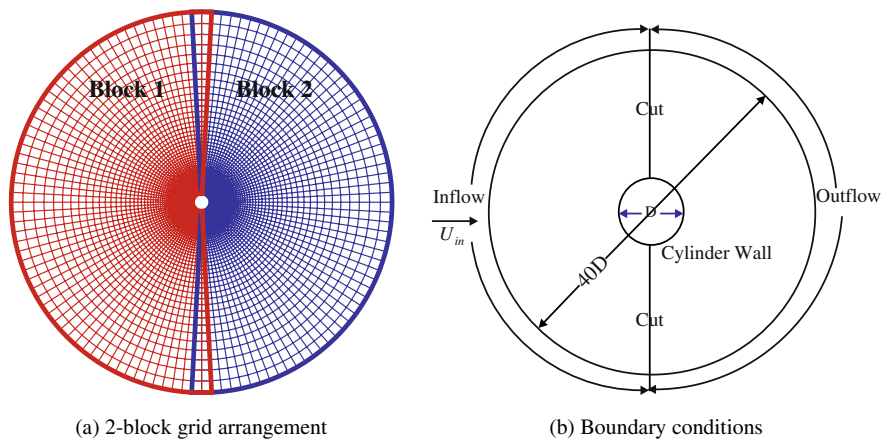 Block 1
Block 2
(a) 2-block grid arrangement
Cut
Inflow
Outflow
U_in
D
Cylinder Wall
40D
Cut
(b) Boundary conditions